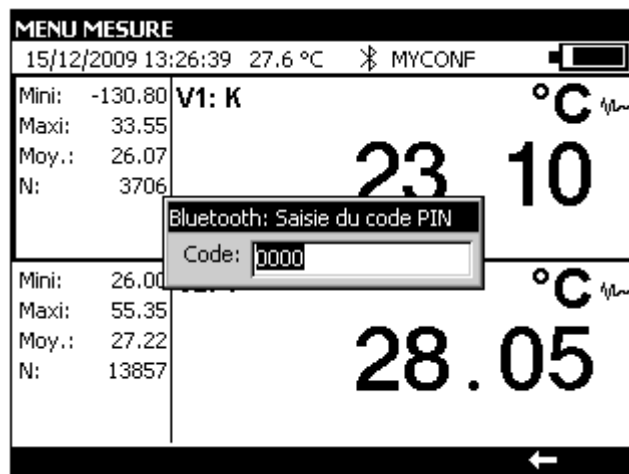 MENU MESURE
15/12/2009 13:26:39 27.6 °C MYCONF
Mini: -130.80
Maxi: 33.55
Moy.: 26.07
N: 3706
V1: K
°C
23 10
Bluetooth: Saisie du code PIN
Code: 0000
Mini: 26.00
Maxi: 55.35
Moy.: 27.22
N: 13857
°C
28.05